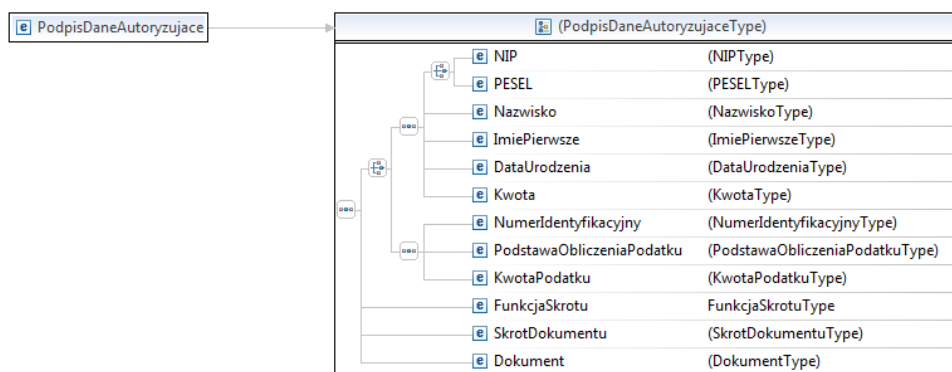 e PodpisDaneAutoryzujace
(PodpisDaneAutoryzujaceType)
e NIP (NIPType)
e PESEL (PESELType)
e Nazwisko (NazwiskoType)
e ImiePierwsze (ImiePierwszeType)
e DataUrodzenia (DataUrodzeniaType)
e Kwota (KwotaType)
e NumerIdentyfikacyjny (NumerIdentyfikacyjnyType)
e PodstawaObliczeniaPodatku (PodstawaObliczeniaPodatkuType)
e KwotaPodatku (KwotaPodatkuType)
e FunkcjaSkrotu FunkcjaSkrotuType
e SkrotDokumentu (SkrotDokumentuType)
e Dokument (DokumentType)